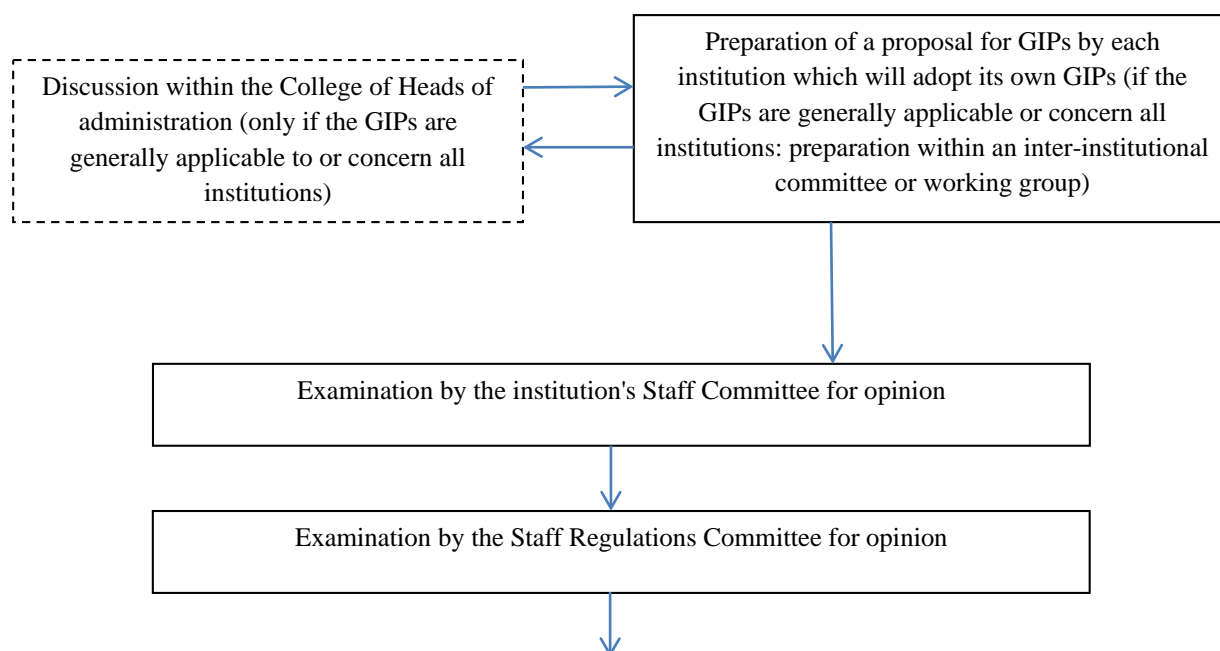 Discussion within the College of Heads of
administration (only if the GIPs are
generally applicable to or concern all
institutions)
Preparation of a proposal for GIPs by each
institution which will adopt its own GIPs (if the
GIPs are generally applicable or concern all
institutions: preparation within an inter-institutional
committee or working group)
Examination by the institution's Staff Committee for opinion
Examination by the Staff Regulations Committee for opinion